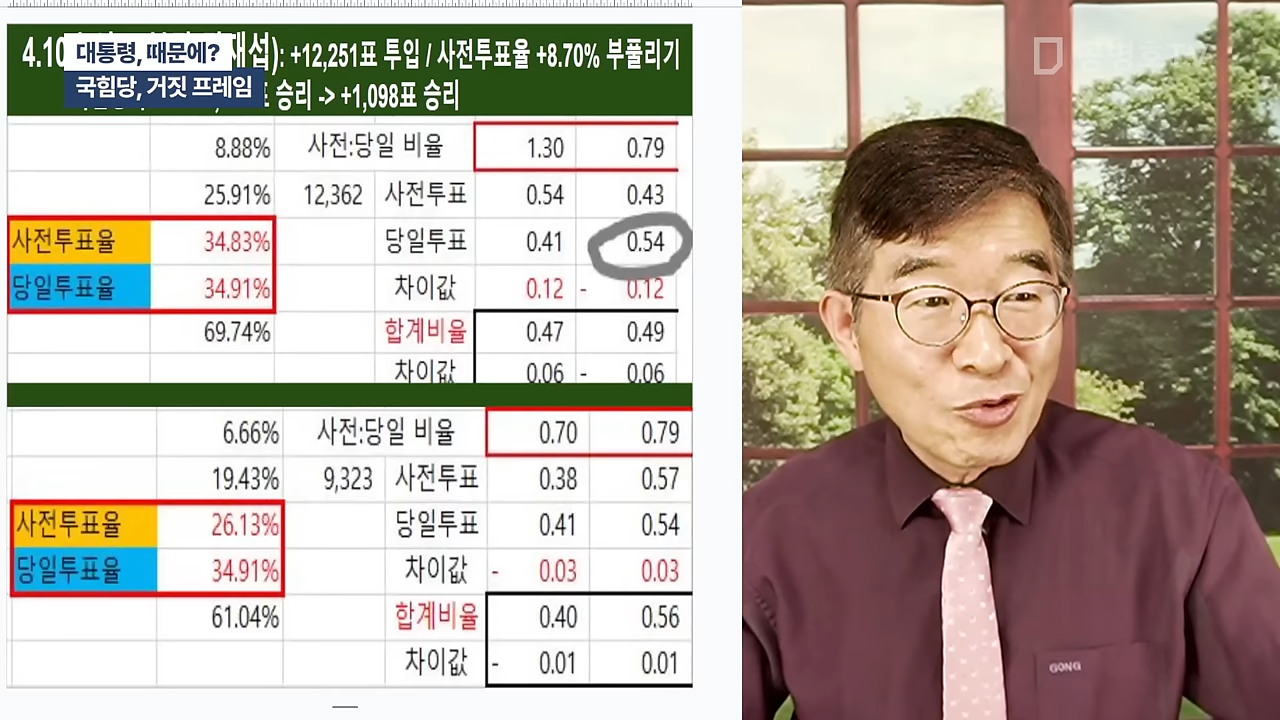 4.10 재섭): +12,251표 투입 / 사전투표율 +8.70% 부풀리기
대통령, 때문에?
국힘당, 거짓 프레임
표 승리 -> +1,098표 승리
8.88% 사전:당일 비율 1.30 0.79
25.91% 12,362 사전투표 0.54 0.43
사전투표율 34.83% 당일투표 0.41 0.54
당일투표율 34.91% 차이값 0.12 - 0.12
69.74% 합계비율 0.47 0.49
차이값 0.06 - 0.06
6.66% 사전:당일 비율 0.70 0.79
19.43% 9,323 사전투표 0.38 0.57
사전투표율 26.13% 당일투표 0.41 0.54
당일투표율 34.91% 차이값 - 0.03 0.03
61.04% 합계비율 0.40 0.56
차이값 - 0.01 0.01
GONG